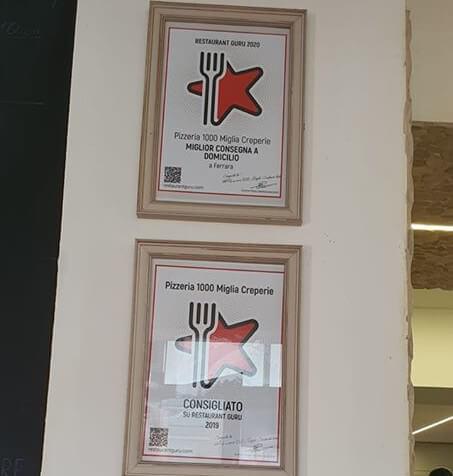 RESTAURANT GURU 2020
Pizzeria 1000 Miglia Creperie
MIGLIOR CONSEGNA A
DOMICILIO
a Ferrara
restaurantguru.com
Pizzeria 1000 Miglia Creperie
CONSIGLIATO
SU RESTAURANT GURU
2019
restaurantguru.com
RE